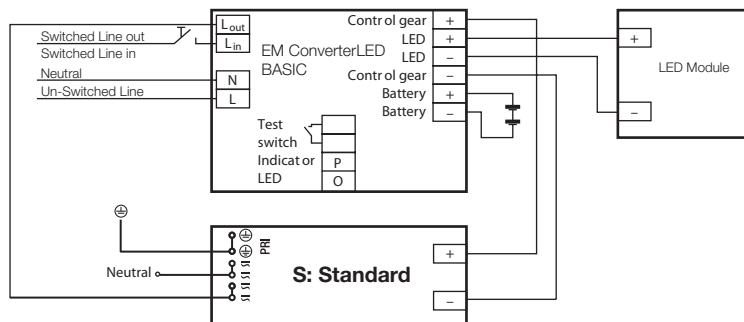 Switched Line out
Switched Line in
Neutral
Un-Switched Line
Lout
Lin
N
L
EM ConverterLED
BASIC
Test
switch
Indicator
LED
P
O
Control gear +
LED +
LED −
Control gear −
Battery +
Battery −
+
LED Module
−
PRI
Neutral
S: Standard
+
−